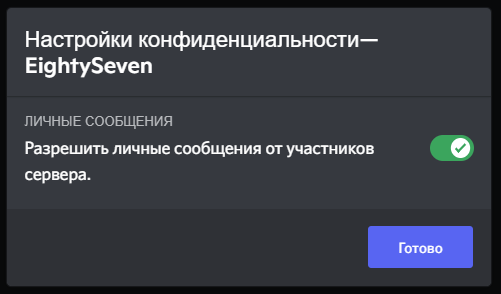 Настройки конфиденциальности—
EightySeven
ЛИЧНЫЕ СООБЩЕНИЯ
Разрешить личные сообщения от участников
сервера.
Готово